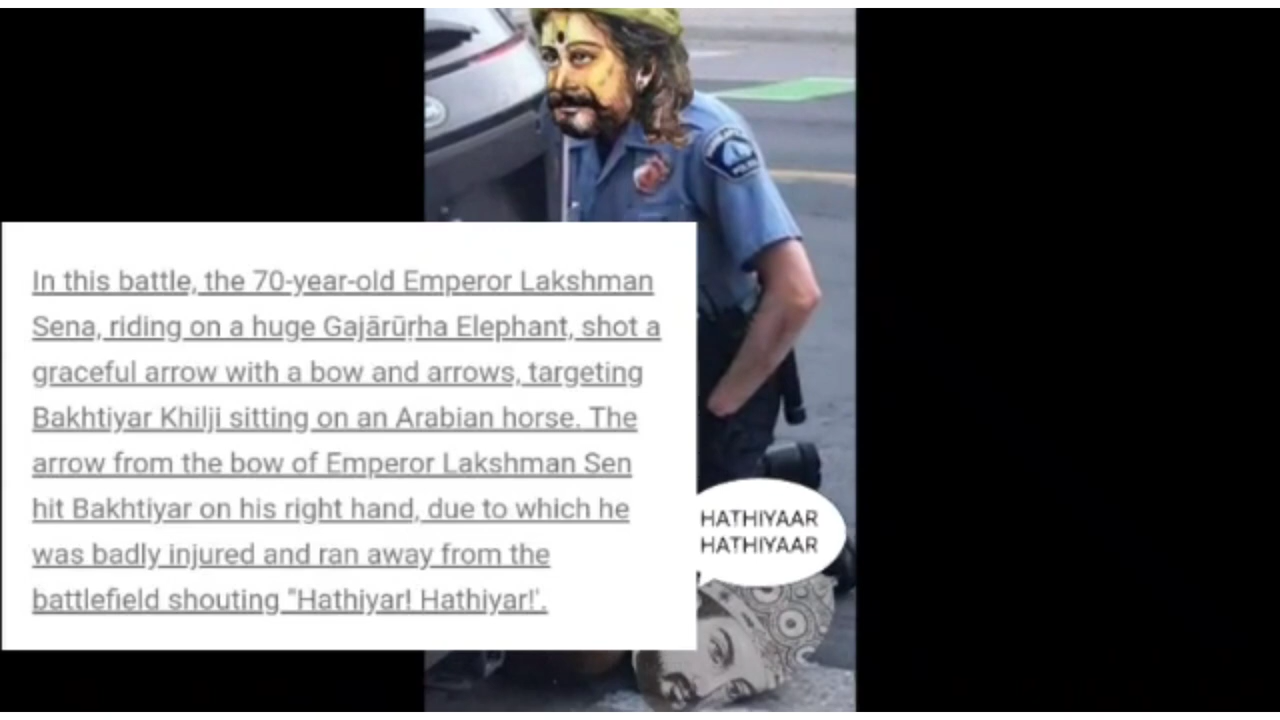 In this battle, the 70-year-old Emperor Lakshman
Sena, riding on a huge Gajārūṛha Elephant, shot a
graceful arrow with a bow and arrows, targeting
Bakhtiyar Khilji sitting on an Arabian horse. The
arrow from the bow of Emperor Lakshman Sen
hit Bakhtiyar on his right hand, due to which he
was badly injured and ran away from the
battlefield shouting "Hathiyar! Hathiyar!'.
HATHIYAAR
HATHIYAAR